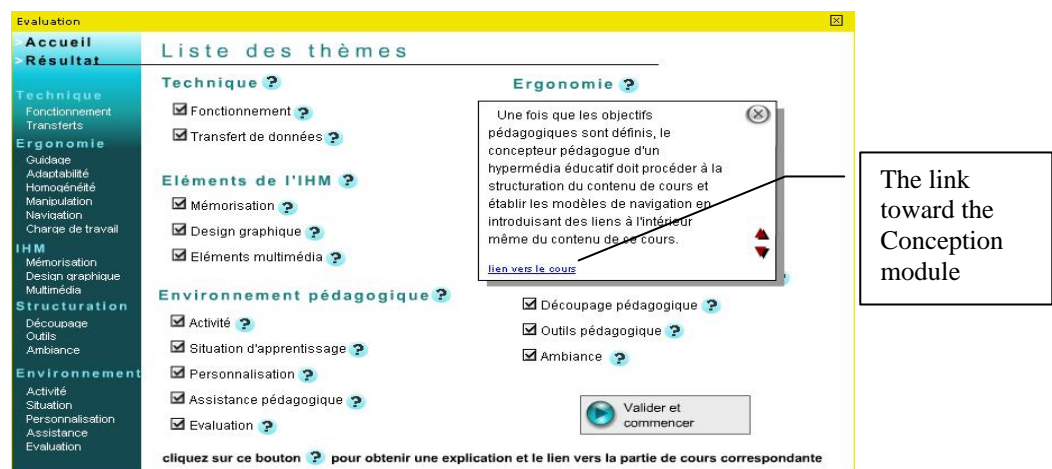 Evaluation
>Accueil
>Résultat
Technique
Fonctionnement
Transferts
Ergonomie
Guidage
Adaptabilité
Homogénéité
Manipulation
Navigation
Charge de travail
IHM
Mémorisation
Design graphique
Multimédia
Structuration
Découpage
Outils
Ambiance
Environnement
Activité
Situation
Personnalisation
Assistance
Evaluation
Liste des thèmes
Technique ?
Fonctionnement ?
Transfert de données ?
Eléments de l'IHM ?
Mémorisation ?
Design graphique ?
Eléments multimédia ?
Environnement pédagogique ?
Activité ?
Situation d'apprentissage ?
Personnalisation ?
Assistance pédagogique ?
Evaluation ?
Ergonomie ?
Une fois que les objectifs
pédagogiques sont définis, le
concepteur pédagogue d'un
hypermédia éducatif doit procéder à la
structuration du contenu de cours et
établir les modèles de navigation en
introduisant des liens à l'intérieur
même du contenu de ce cours.
lien vers le cours
Découpage pédagogique ?
Outils pédagogique ?
Ambiance ?
Valider et
commencer
cliquez sur ce bouton ? pour obtenir une explication et le lien vers la partie de cours correspondante
The link
toward the
Conception
module